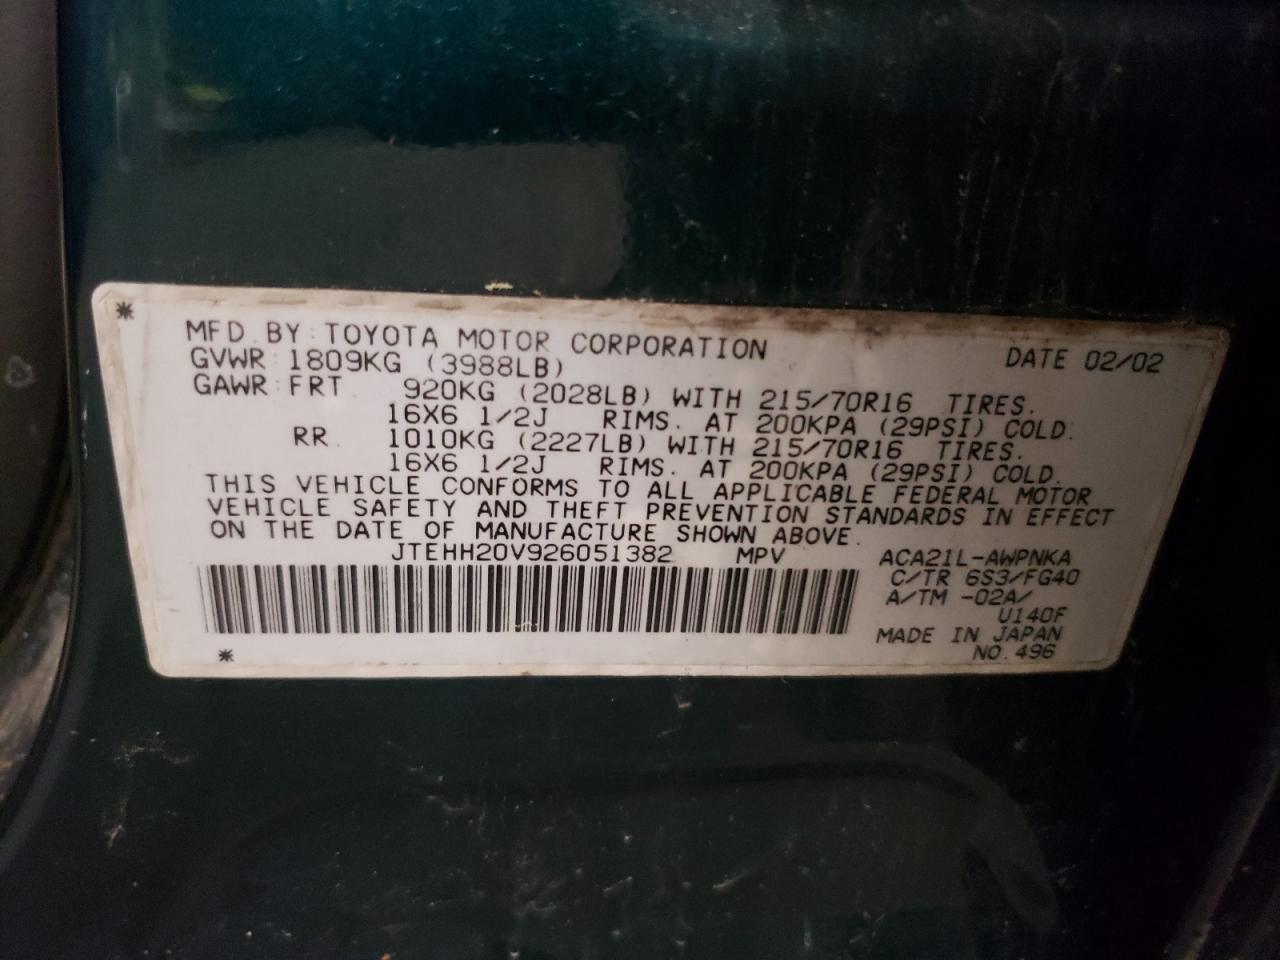 MFD. BY: TOYOTA MOTOR CORPORATION DATE 02/02
GVWR: 1809KG (3988LB)
GAWR: FRT. 920KG (2028LB) WITH 215/70R16 TIRES.
16X6 1/2J RIMS. AT 200KPA (29PSI) COLD.
RR. 1010KG (2227LB) WITH 215/70R16 TIRES.
16X6 1/2J RIMS. AT 200KPA (29PSI) COLD.
THIS VEHICLE CONFORMS TO ALL APPLICABLE FEDERAL MOTOR
VEHICLE SAFETY AND THEFT PREVENTION STANDARDS IN EFFECT
ON THE DATE OF MANUFACTURE SHOWN ABOVE.
JTEHH20V926051382 MPV ACA21L-AWPNKA
C/TR 6S3/FG40
A/TM -02A/
U140F
MADE IN JAPAN
NO. 496